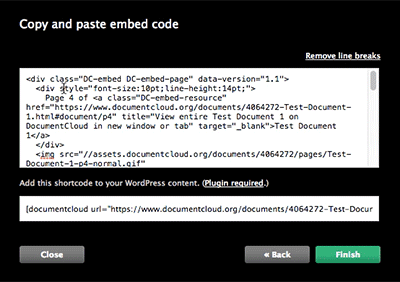 Copy and paste embed code
Remove line breaks
<div class="DC-embed DC-embed-page" data-version="1.1">
<div style="font-size:10pt;line-height:14pt;">
Page 4 of <a class="DC-embed-resource"
href="https://www.documentcloud.org/documents/4064272-Test-Document-
1.html#document/p4" title="View entire Test Document 1 on
DocumentCloud in new window or tab" target="_blank">Test Document
1</a>
</div>
<img src="//assets.documentcloud.org/documents/4064272/pages/Test-
Document-1-p4-normal.gif"
Add this shortcode to your WordPress content. (Plugin required.)
[documentcloud url="https://www.documentcloud.org/documents/4064272-Test-Docur
Close
« Back
Finish